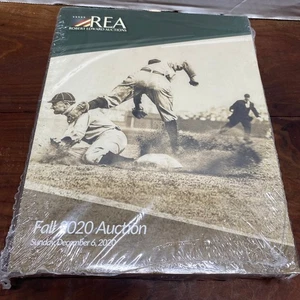 REA
ROBERT EDWARD AUCTIONS
Fall 2020 Auction
Sunday, December 6, 2020